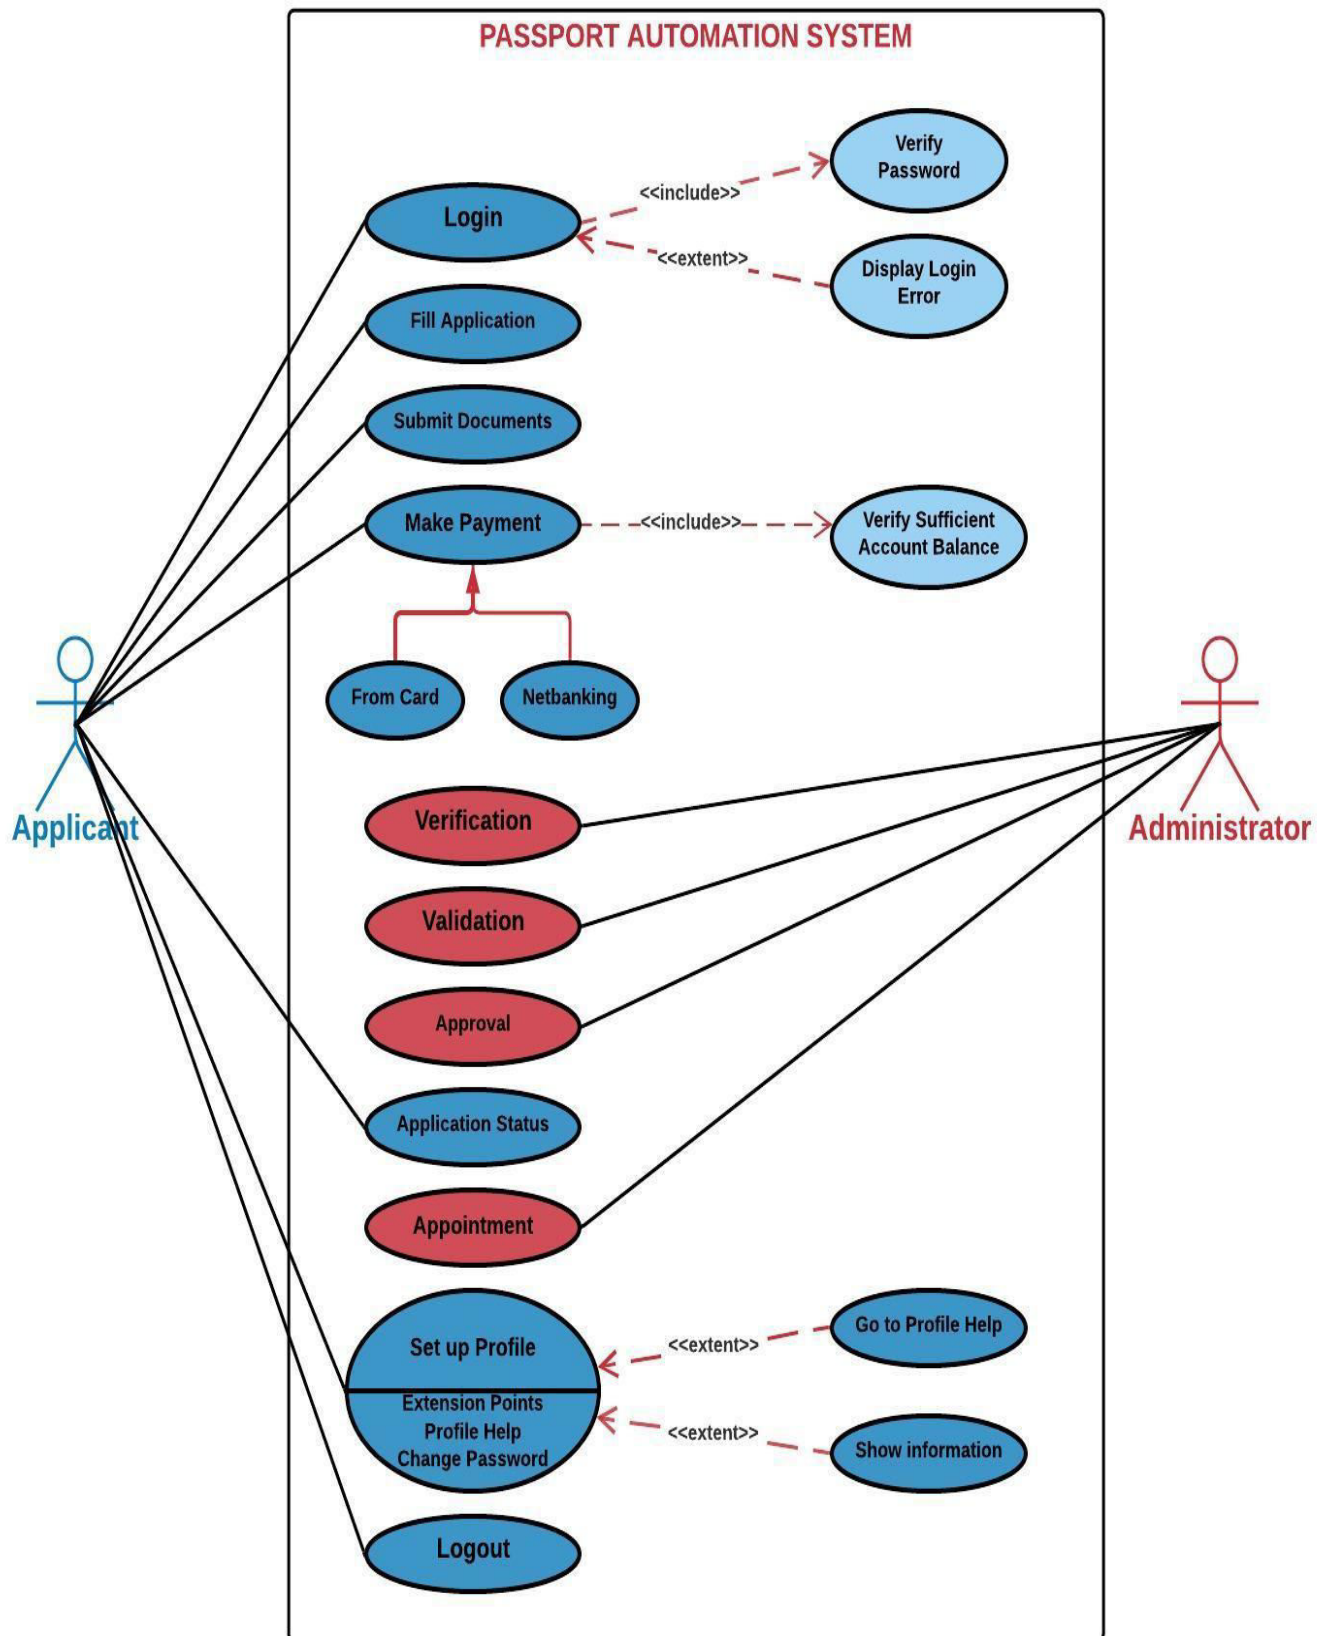 PASSPORT AUTOMATION SYSTEM
Verify
Password
<<include>>
Login
<<extent>>
Display Login
Error
Fill Application
Submit Documents
Make Payment
<<include>>
Verify Sufficient
Account Balance
From Card
Netbanking
Applicant
Administrator
Verification
Validation
Approval
Application Status
Appointment
Set up Profile
Extension Points
Profile Help
Change Password
<<extent>>
Go to Profile Help
<<extent>>
Show information
Logout